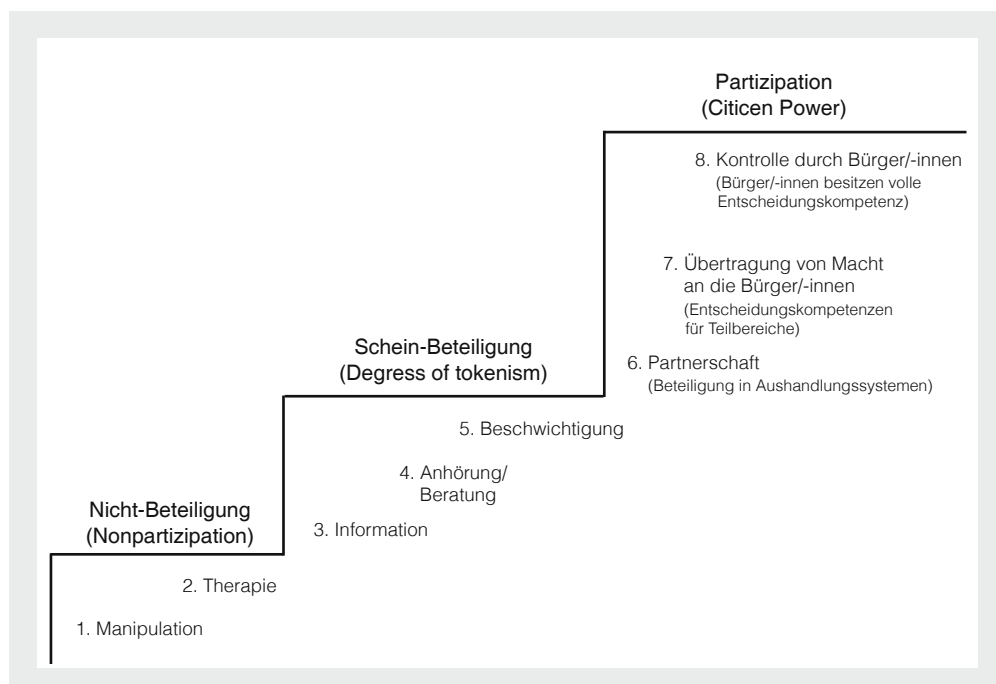 Partizipation
(Citicen Power)
8. Kontrolle durch Bürger/-innen
(Bürger/-innen besitzen volle
Entscheidungskompetenz)
7. Übertragung von Macht
an die Bürger/-innen
(Entscheidungskompetenzen
für Teilbereiche)
Schein-Beteiligung
(Degress of tokenism)
6. Partnerschaft
(Beteiligung in Aushandlungssystemen)
5. Beschwichtigung
4. Anhörung/
Beratung
Nicht-Beteiligung
(Nonpartizipation)
3. Information
2. Therapie
1. Manipulation